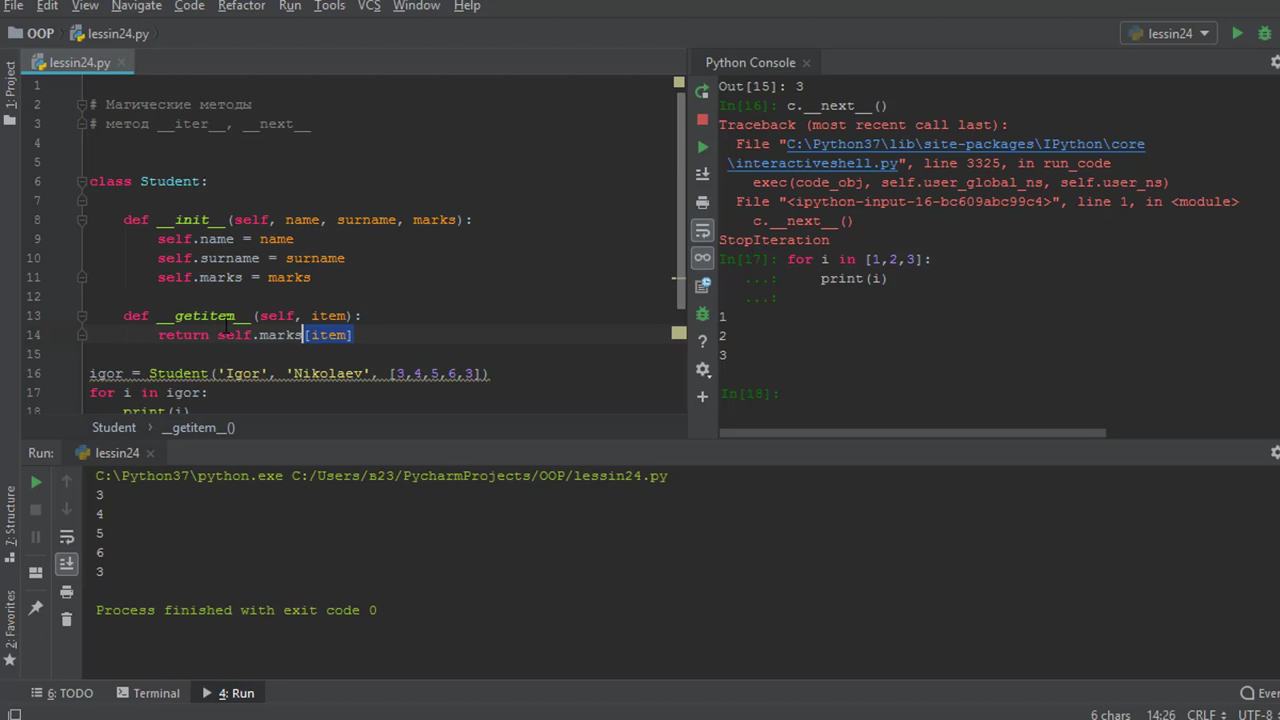 File Edit View Navigate Code Refactor Run Tools VCS Window Help
OOP lessin24.py lessin24
lessin24.py
Python Console
1: Project
1
2 # Магические методы
3 # метод __iter__, __next__
4
5
6 class Student:
7
8 def __init__(self, name, surname, marks):
9 self.name = name
10 self.surname = surname
11 self.marks = marks
12
13 def __getitem__(self, item):
14 return self.marks[item]
15
16 igor = Student('Igor', 'Nikolaev', [3,4,5,6,3])
17 for i in igor:
18 print(i)
Student __getitem__()
Out[15]: 3
In[16]: c.__next__()
Traceback (most recent call last):
File "C:\Python37\lib\site-packages\IPython\core
\interactiveshell.py", line 3325, in run_code
exec(code_obj, self.user_global_ns, self.user_ns)
File "<ipython-input-16-bc609abc99c4>", line 1, in <module>
c.__next__()
StopIteration
In[17]: for i in [1,2,3]:
...: print(i)
...:
1
2
3
In[18]:
Run: lessin24
C:\Python37\python.exe C:/Users/в23/PycharmProjects/OOP/lessin24.py
3
4
5
6
3
Process finished with exit code 0
7: Structure
2: Favorites
6: TODO Terminal 4: Run
6 chars 14:26 CRLF UTF-8